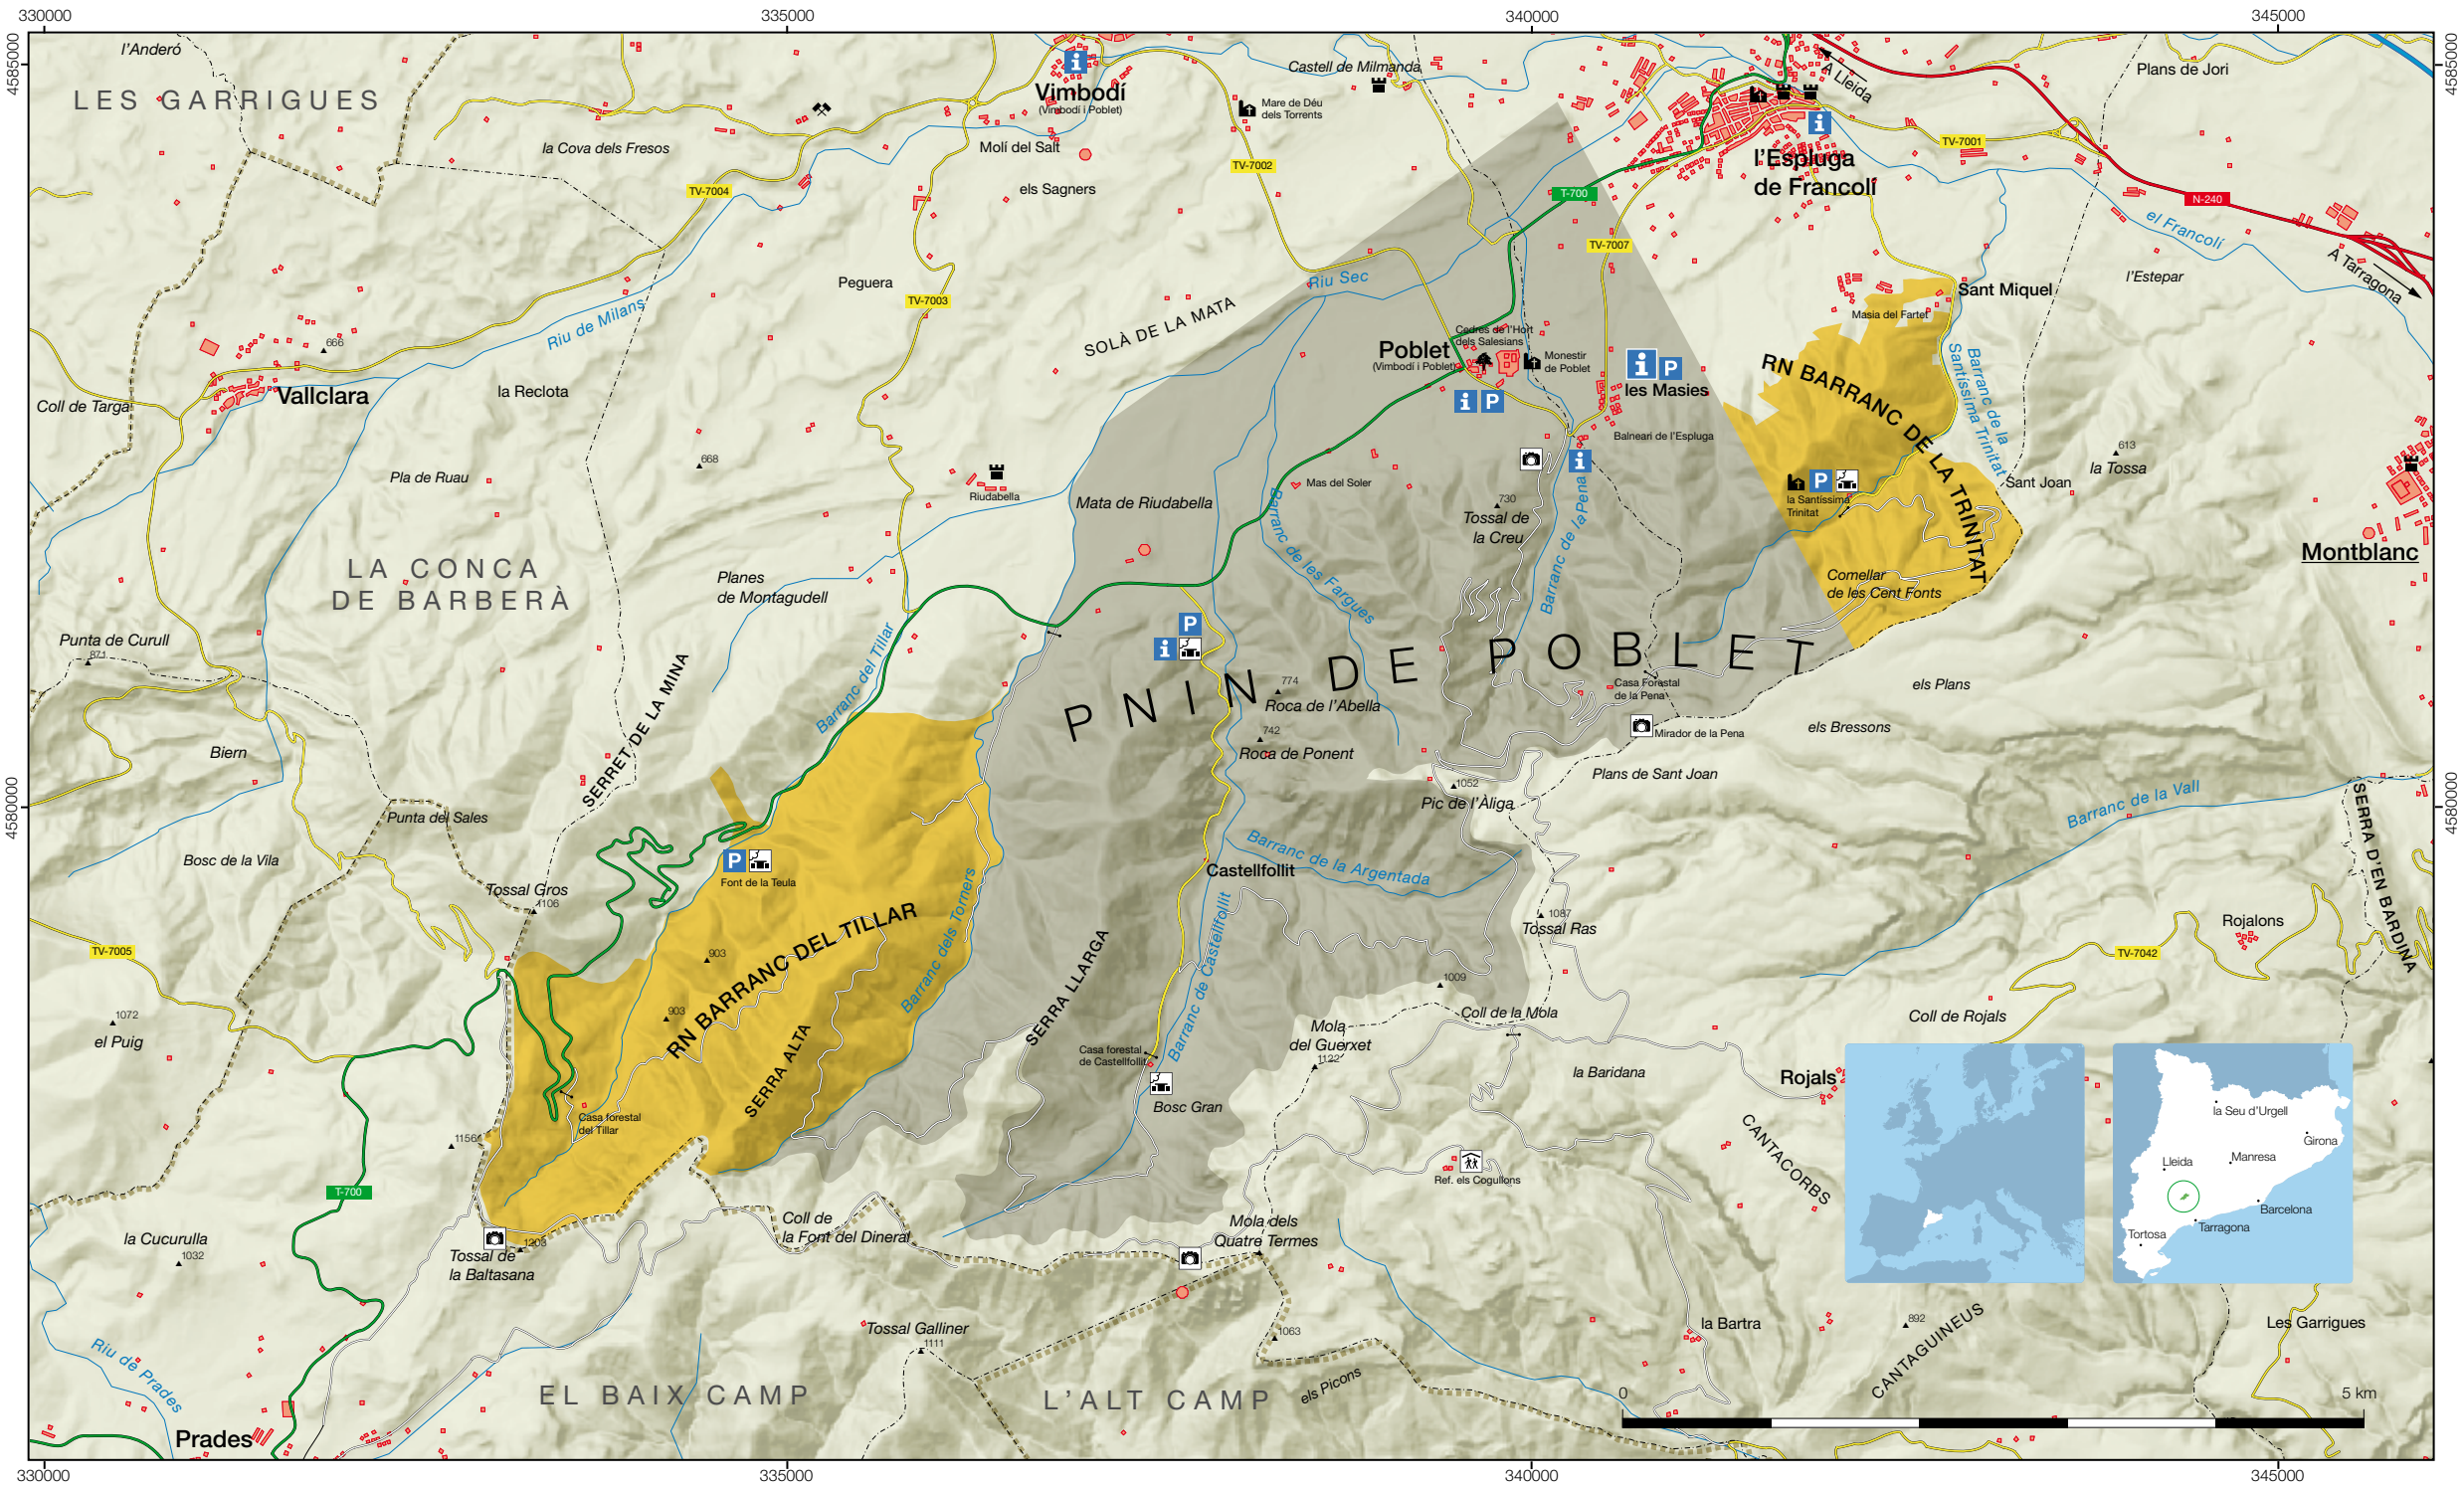 330000
335000
340000
345000
4585000
4585000
l'Anderó
LES GARRIGUES
Vimbodí
(Vimbodí i Poblet)
Castell de Milmanda
A Lleida
Plans de Jori
Mare de Déu
dels Torrents
la Cova dels Fresos
Molí del Salt
TV-7001
l'Espluga
de Francolí
TV-7002
TV-7004
els Sagners
T-700
N-240
el Francolí
TV-7007
A Tarragona
Peguera
Riu Sec
l'Estepar
Sant Miquel
TV-7003
SOLÀ DE LA MATA
Masia del Fartet
Riu de Milans
666
Cedres de l'Hort
dels Salesians
Poblet
(Vimbodí i Poblet)
Monestir
de Poblet
les Masies
RN BARRANC DE LA TRINITAT
Barranc de la
Santíssima Trinitat
Vallclara
la Reclota
Coll de Targa
Balneari de l'Espluga
613
la Tossa
668
Pla de Ruau
Riudabella
Mas del Soler
la Santíssima
Trinitat
Sant Joan
Mata de Riudabella
730
Tossal de
la Creu
Barranc de la Pena
Barranc de les Fargues
Montblanc
LA CONCA
DE BARBERÀ
Planes
de Montagudell
Comellar
de les Cent Fonts
Punta de Curull
871
Barranc del Tillar
PNIN DE POBLET
774
Roca de l'Abella
Casa Forestal
de la Pena
els Plans
SERRET DE LA MINA
742
Roca de Ponent
Mirador de la Pena
els Bressons
Biern
Plans de Sant Joan
1052
Pic de l'Àliga
4580000
4580000
Barranc de la Vall
SERRA D'EN BARDINA
Punta del Sales
Bosc de la Vila
Barranc de la Argentada
Castellfollit
Font de la Teula
Tossal Gros
1106
1087
Tossal Ras
Rojalons
TV-7005
903
RN BARRANC DEL TILLAR
Barranc dels Torners
TV-7042
1009
903
SERRA LLARGA
Barranc de Castellfollit
1072
el Puig
Coll de la Mola
Coll de Rojals
Mola
del Guerxet
1122
Casa forestal
de Castellfollit
la Baridana
Rojals
SERRA ALTA
Bosc Gran
Casa forestal
del Tillar
1156
CANTACORBS
la Seu d'Urgell
Girona
Manresa
Lleida
Barcelona
Tarragona
Tortosa
Ref. els Cogullons
T-700
la Cucurulla
1032
Coll de
la Font del Dineral
Mola dels
Quatre Termes
1203
Tossal de
la Baltasana
Tossal Galliner
1111
1063
la Bartra
892
CANTAGUINEUS
Les Garrigues
Riu de Prades
EL BAIX CAMP
L'ALT CAMP
els Picons
0
5 km
Prades
330000
335000
340000
345000